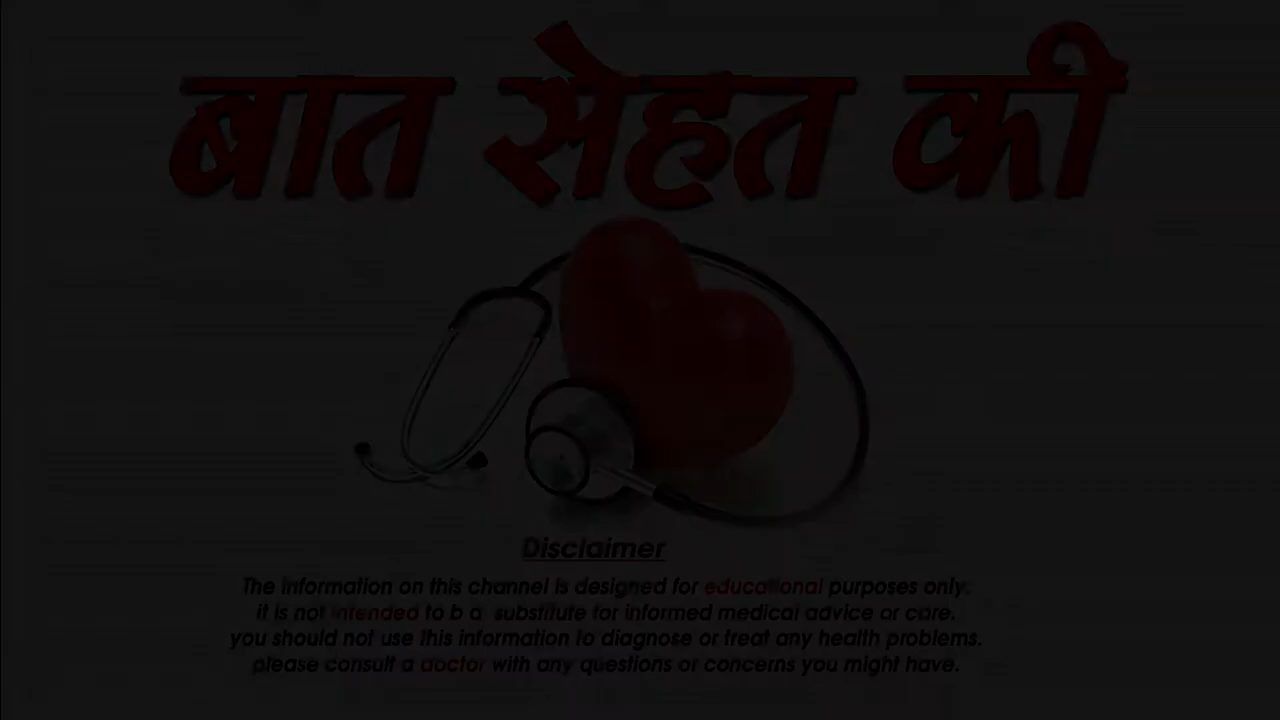 बात सेहत की
Disclaimer
The information on this channel is designed for educational purposes only.
it is not intended to b a substitute for informed medical advice or care.
you should not use this information to diagnose or treat any health problems.
please consult a doctor with any questions or concerns you might have.